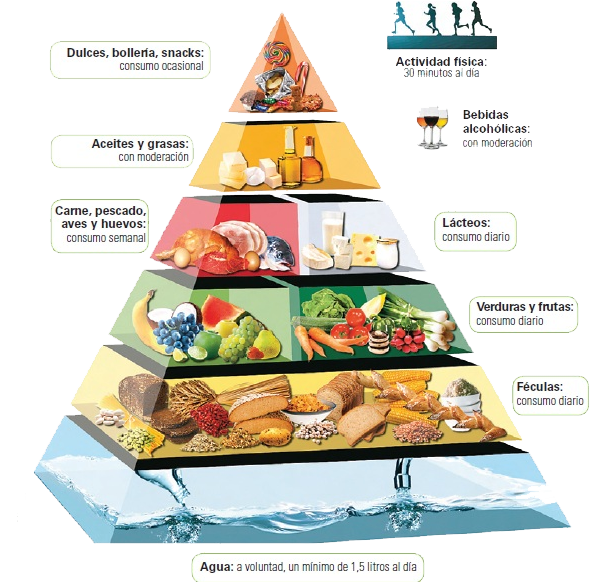 Dulces, bollería, snacks:
consumo ocasional
Actividad física:
30 minutos al día
Aceites y grasas:
con moderación
Bebidas
alcohólicas:
con moderación
Carne, pescado,
aves y huevos:
consumo semanal
Lácteos:
consumo diario
Verduras y frutas:
consumo diario
Féculas:
consumo diario
Agua: a voluntad, un mínimo de 1,5 litros al día